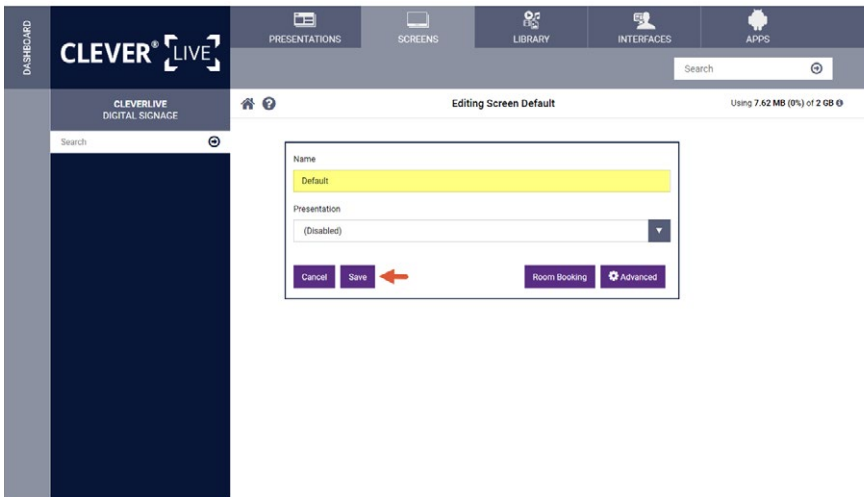 DASHBOARD
CLEVER® LIVE
PRESENTATIONS
SCREENS
LIBRARY
INTERFACES
APPS
Search
CLEVERLIVE
DIGITAL SIGNAGE
Editing Screen Default
Using 7.62 MB (0%) of 2 GB
Search
Name
Default
Presentation
(Disabled)
Cancel
Save
Room Booking
Advanced